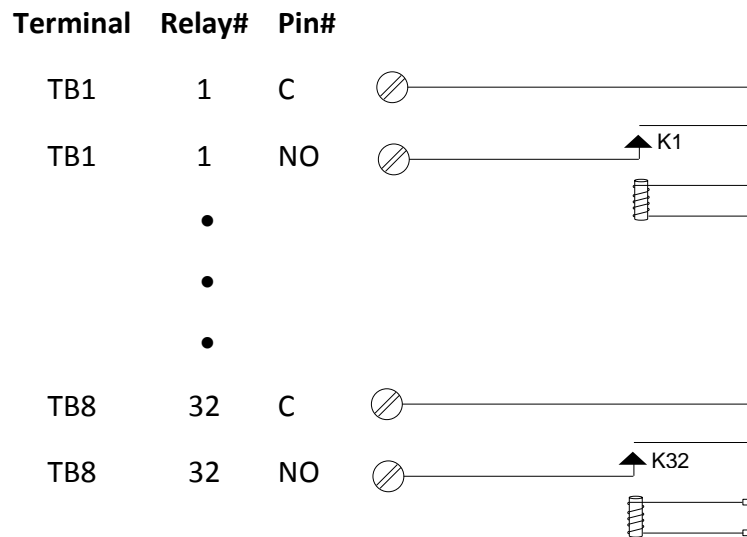 Terminal Relay# Pin#
TB1 1 C
K1
TB1 1 NO
•
•
•
TB8 32 C
K32
TB8 32 NO